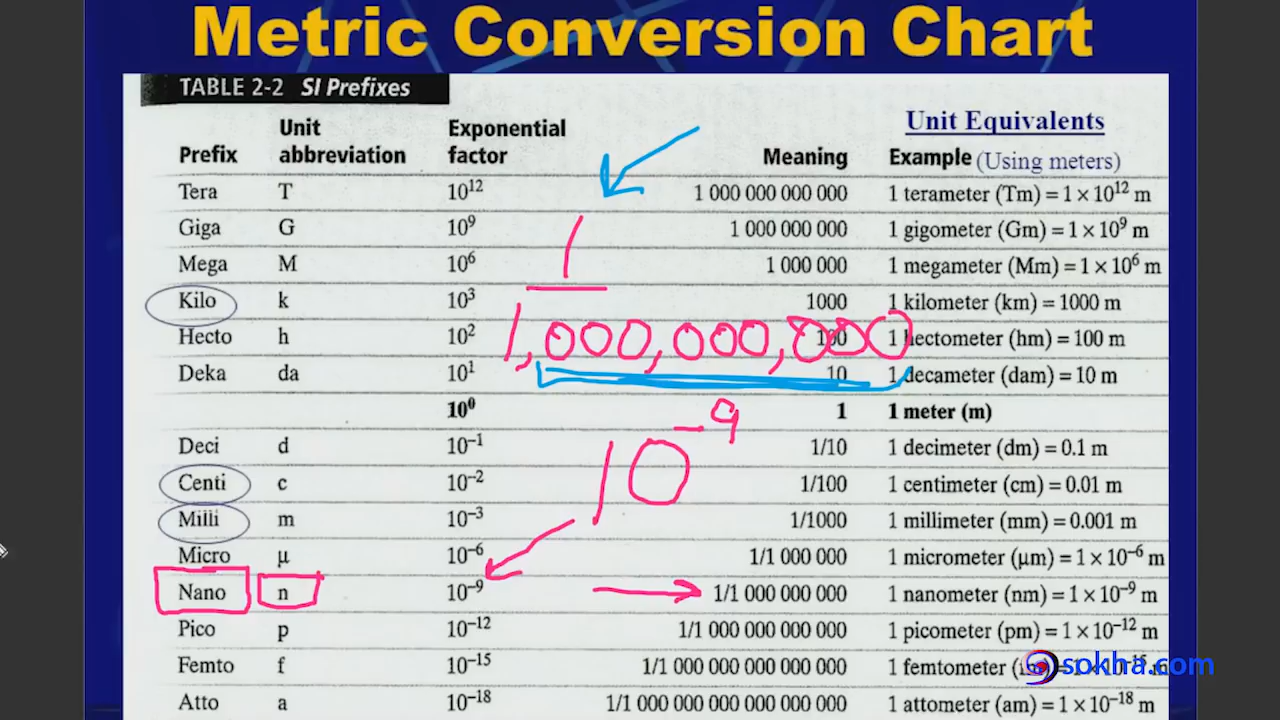 Metric Conversion Chart
TABLE 2-2 SI Prefixes
Unit Equivalents
Prefix Unit abbreviation Exponential factor Meaning Example (Using meters)
Tera T 10¹² 1 000 000 000 000 1 terameter (Tm) = 1 × 10¹² m
Giga G 10⁹ 1 000 000 000 1 gigometer (Gm) = 1 × 10⁹ m
Mega M 10⁶ 1 000 000 1 megameter (Mm) = 1 × 10⁶ m
1
Kilo k 10³ 1000 1 kilometer (km) = 1000 m
Hecto h 10² 100 1 hectometer (hm) = 100 m
1,000,000,000
Deka da 10¹ 10 1 decameter (dam) = 10 m
10⁰ 1 1 meter (m)
10⁻⁹
Deci d 10⁻¹ 1/10 1 decimeter (dm) = 0.1 m
Centi c 10⁻² 1/100 1 centimeter (cm) = 0.01 m
Milli m 10⁻³ 1/1000 1 millimeter (mm) = 0.001 m
Micro μ 10⁻⁶ 1/1 000 000 1 micrometer (μm) = 1 × 10⁻⁶ m
Nano n 10⁻⁹ 1/1 000 000 000 1 nanometer (nm) = 1 × 10⁻⁹ m
Pico p 10⁻¹² 1/1 000 000 000 000 1 picometer (pm) = 1 × 10⁻¹² m
Femto f 10⁻¹⁵ 1/1 000 000 000 000 000 1 femtometer
sokha.com
Atto a 10⁻¹⁸ 1/1 000 000 000 000 000 000 1 attometer (am) = 1 × 10⁻¹⁸ m